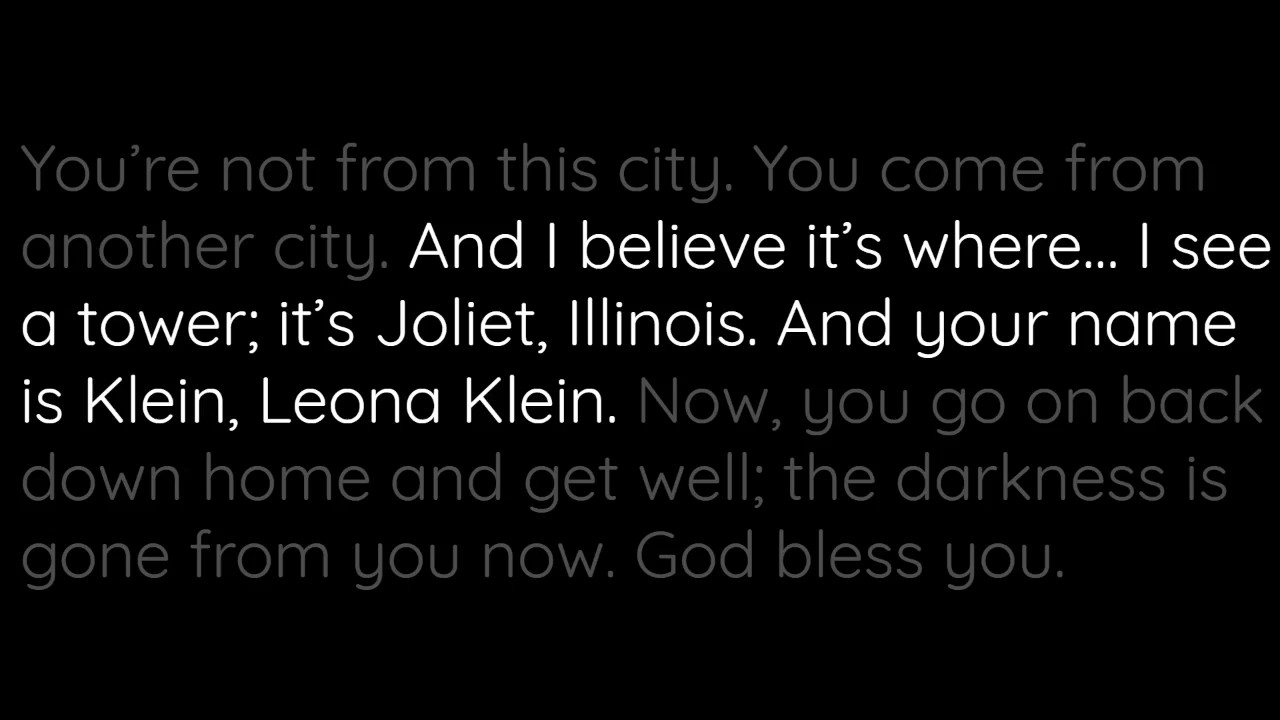 You’re not from this city. You come from
another city. And I believe it’s where... I see
a tower; it’s Joliet, Illinois. And your name
is Klein, Leona Klein. Now, you go on back
down home and get well; the darkness is
gone from you now. God bless you.